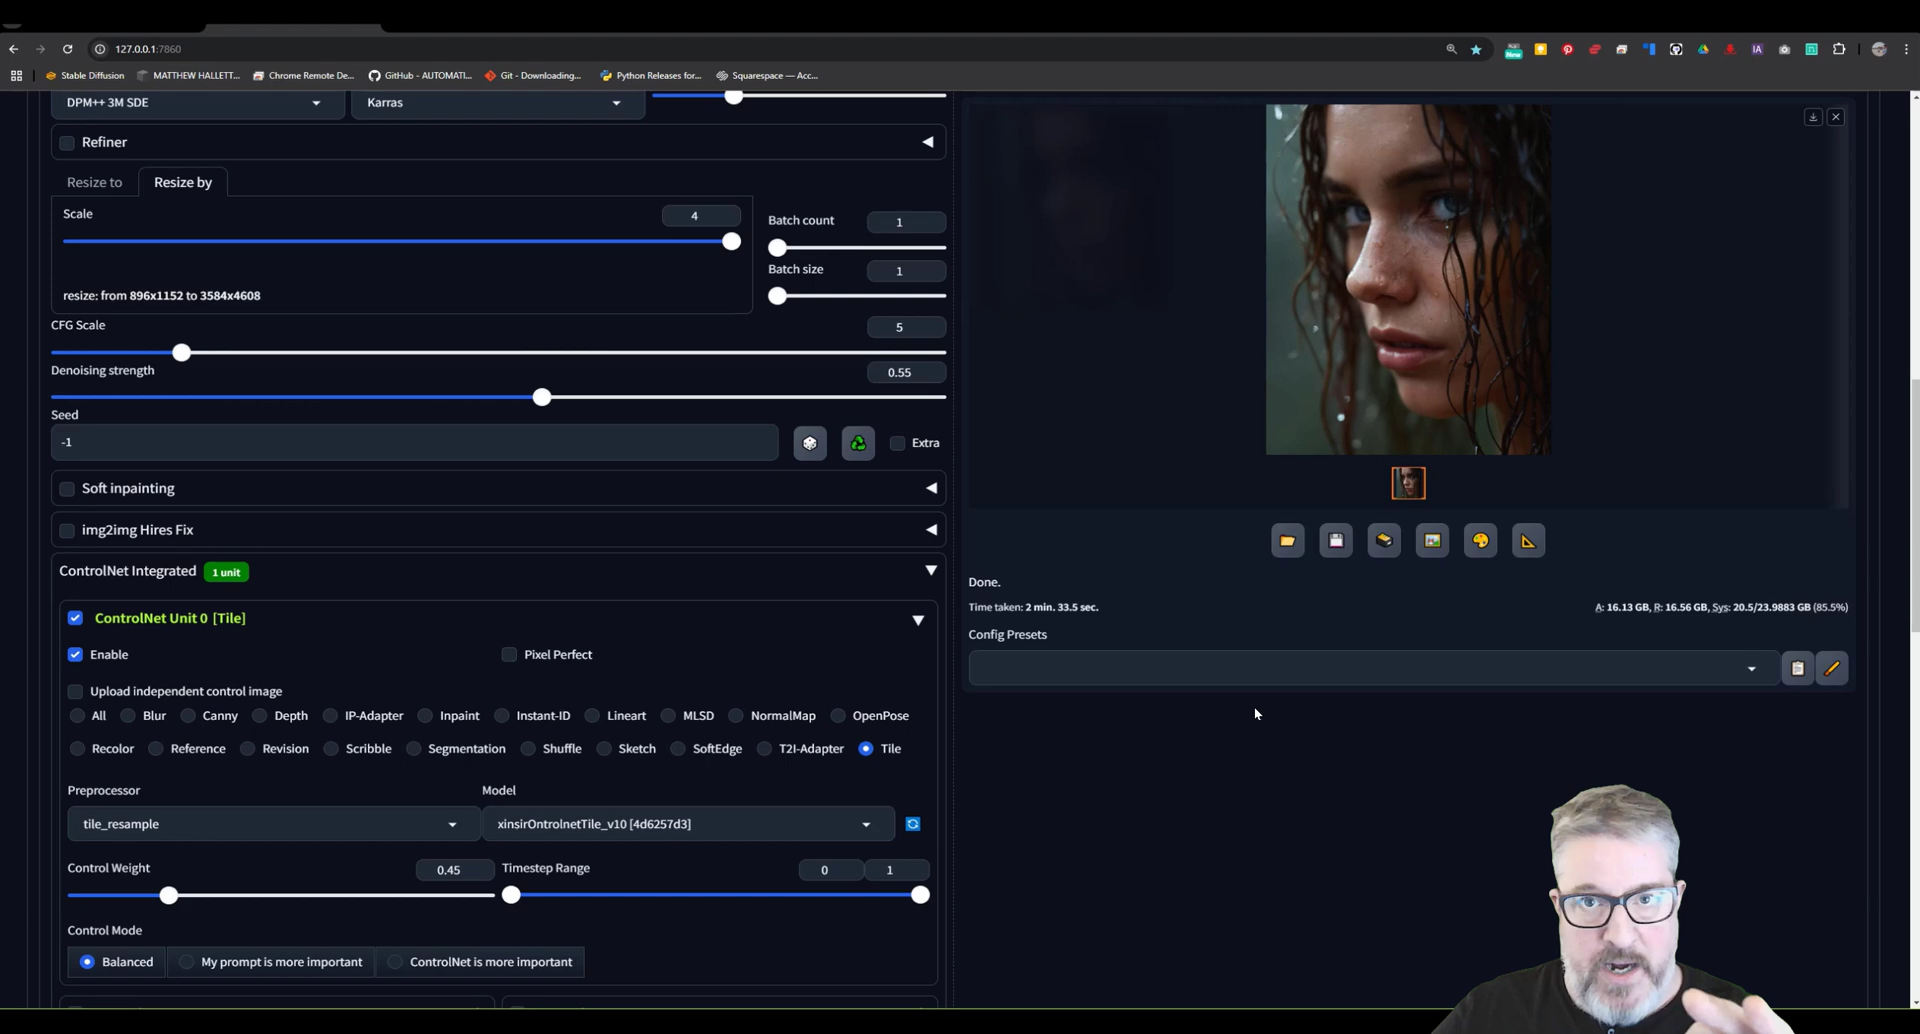 127.0.0.1:7860
Stable Diffusion
MATTHEW HALLETT...
Chrome Remote De...
GitHub - AUTOMATI...
Git - Downloading...
Python Releases for...
Squarespace — Acc...
New
IA
DPM++ 3M SDE
Karras
Refiner
Resize to
Resize by
Scale
4
Batch count
1
Batch size
1
resize: from 896x1152 to 3584x4608
CFG Scale
5
Denoising strength
0.55
Seed
-1
Extra
Soft inpainting
img2img Hires Fix
ControlNet Integrated
1 unit
ControlNet Unit 0 [Tile]
Enable
Pixel Perfect
Upload independent control image
All Blur Canny Depth IP-Adapter Inpaint Instant-ID Lineart MLSD NormalMap OpenPose
Recolor Reference Revision Scribble Segmentation Shuffle Sketch SoftEdge T2I-Adapter Tile
Preprocessor
Model
tile_resample
xinsirOntrolnetTile_v10 [4d6257d3]
Control Weight
0.45
Timestep Range
0
1
Control Mode
Balanced
My prompt is more important
ControlNet is more important
Done.
Time taken: 2 min. 33.5 sec.
A: 16.13 GB, R: 16.56 GB, Sys: 20.5/23.9883 GB (85.5%)
Config Presets